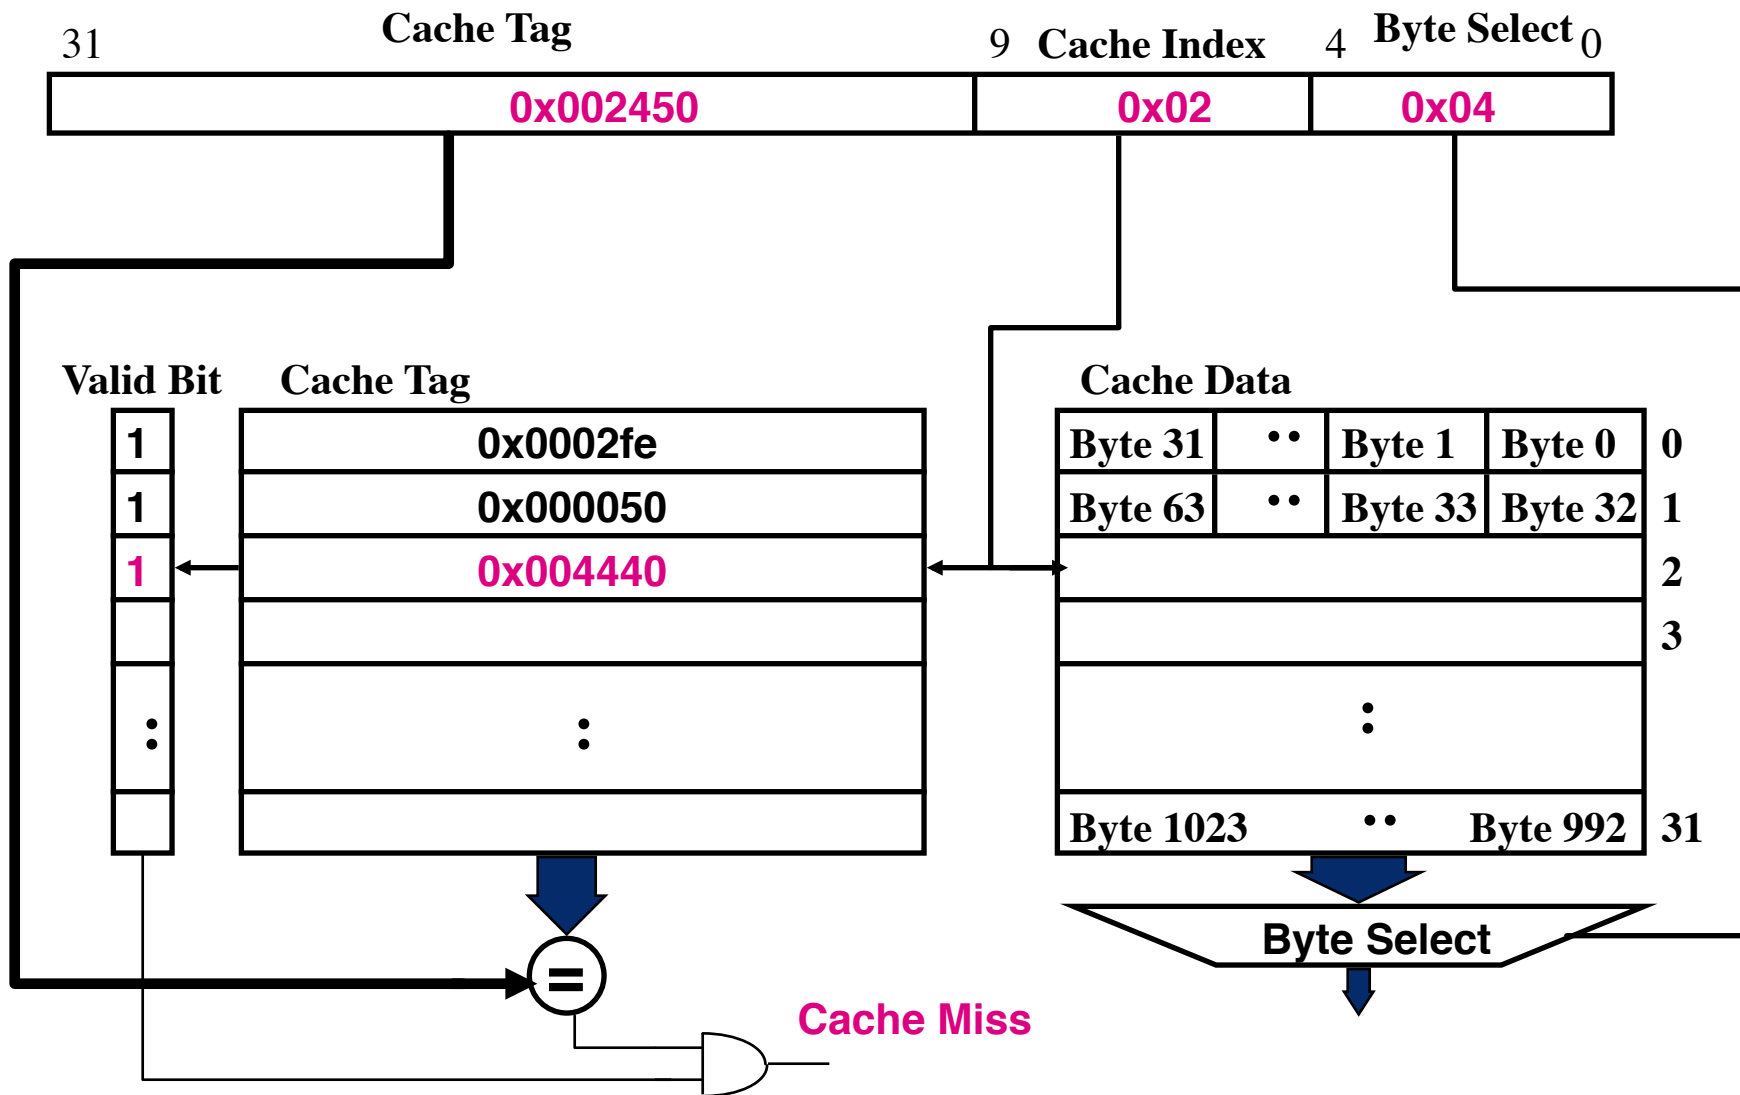 31 Cache Tag 9 Cache Index 4 Byte Select 0
0x002450 0x02 0x04
Valid Bit Cache Tag Cache Data
1 0x0002fe Byte 31 ·· Byte 1 Byte 0 0
1 0x000050 Byte 63 ·· Byte 33 Byte 32 1
1 0x004440 2
3
: : :
Byte 1023 ·· Byte 992 31
= Byte Select
Cache Miss